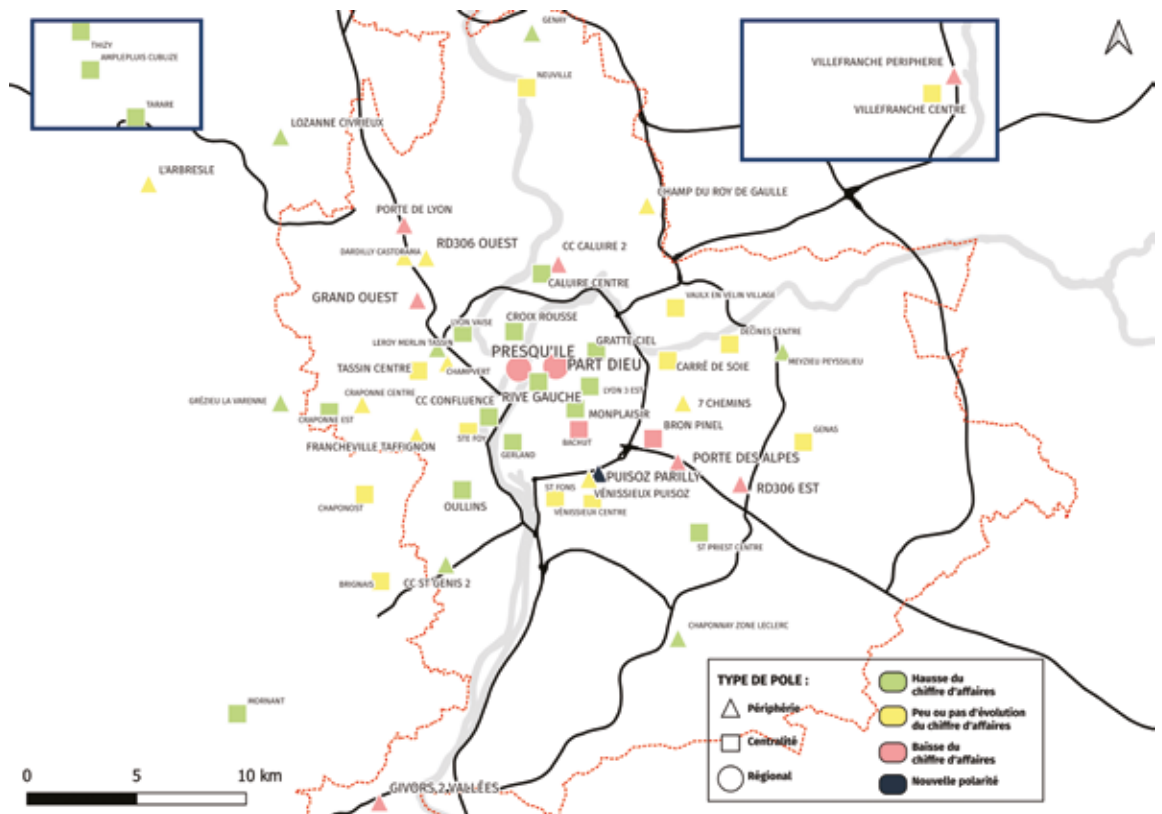 GENAY
THIZY
AMPLEPLUIS CUBLIZE
TARARE
NEUVILLE
VILLEFRANCHE PERIPHERIE
VILLEFRANCHE CENTRE
LOZANNE CIVRIEUX
L'ARBRESLE
CHAMP DU ROY DE GAULLE
PORTE DE LYON
RD306 OUEST
DARDILLY CASTORAMA
CC CALUIRE 2
CALUIRE CENTRE
GRAND OUEST
VAULX EN VELIN VILLAGE
CROIX ROUSSE
LYON VAISE
DÉCINES CENTRE
LEROY MERLIN TASSIN
GRATTE-CIEL
PRESQU'ILE
PART DIEU
MEYZIEU PEYSSILIEU
CARRÉ DE SOIE
TASSIN CENTRE
CHAMPVERT
LYON 3 EST
CRAPONNE CENTRE
RIVE GAUCHE
GRÉZIEU LA VARENNE
CC CONFLUENCE
7 CHEMINS
MONPLAISIR
CRAPONNE EST
GENAS
STE FOY
BACHUT
BRON PINEL
FRANCHEVILLE TAFFIGNON
GERLAND
PORTE DES ALPES
PUISOZ PARILLY
ST FONS
VÉNISSIEUX PUISOZ
RD306 EST
CHAPONOST
OULLINS
VÉNISSIEUX CENTRE
ST PRIEST CENTRE
BRIGNAIS
CC ST GENIS 2
CHAPONNAY ZONE LECLERC
MORNANT
GIVORS 2 VALLÉES
0 5 10 km
TYPE DE POLE :
Périphérie
Centralité
Régional
Hausse du
chiffre d'affaires
Peu ou pas d'évolution
du chiffre d'affaires
Baisse du
chiffre d'affaires
Nouvelle polarité